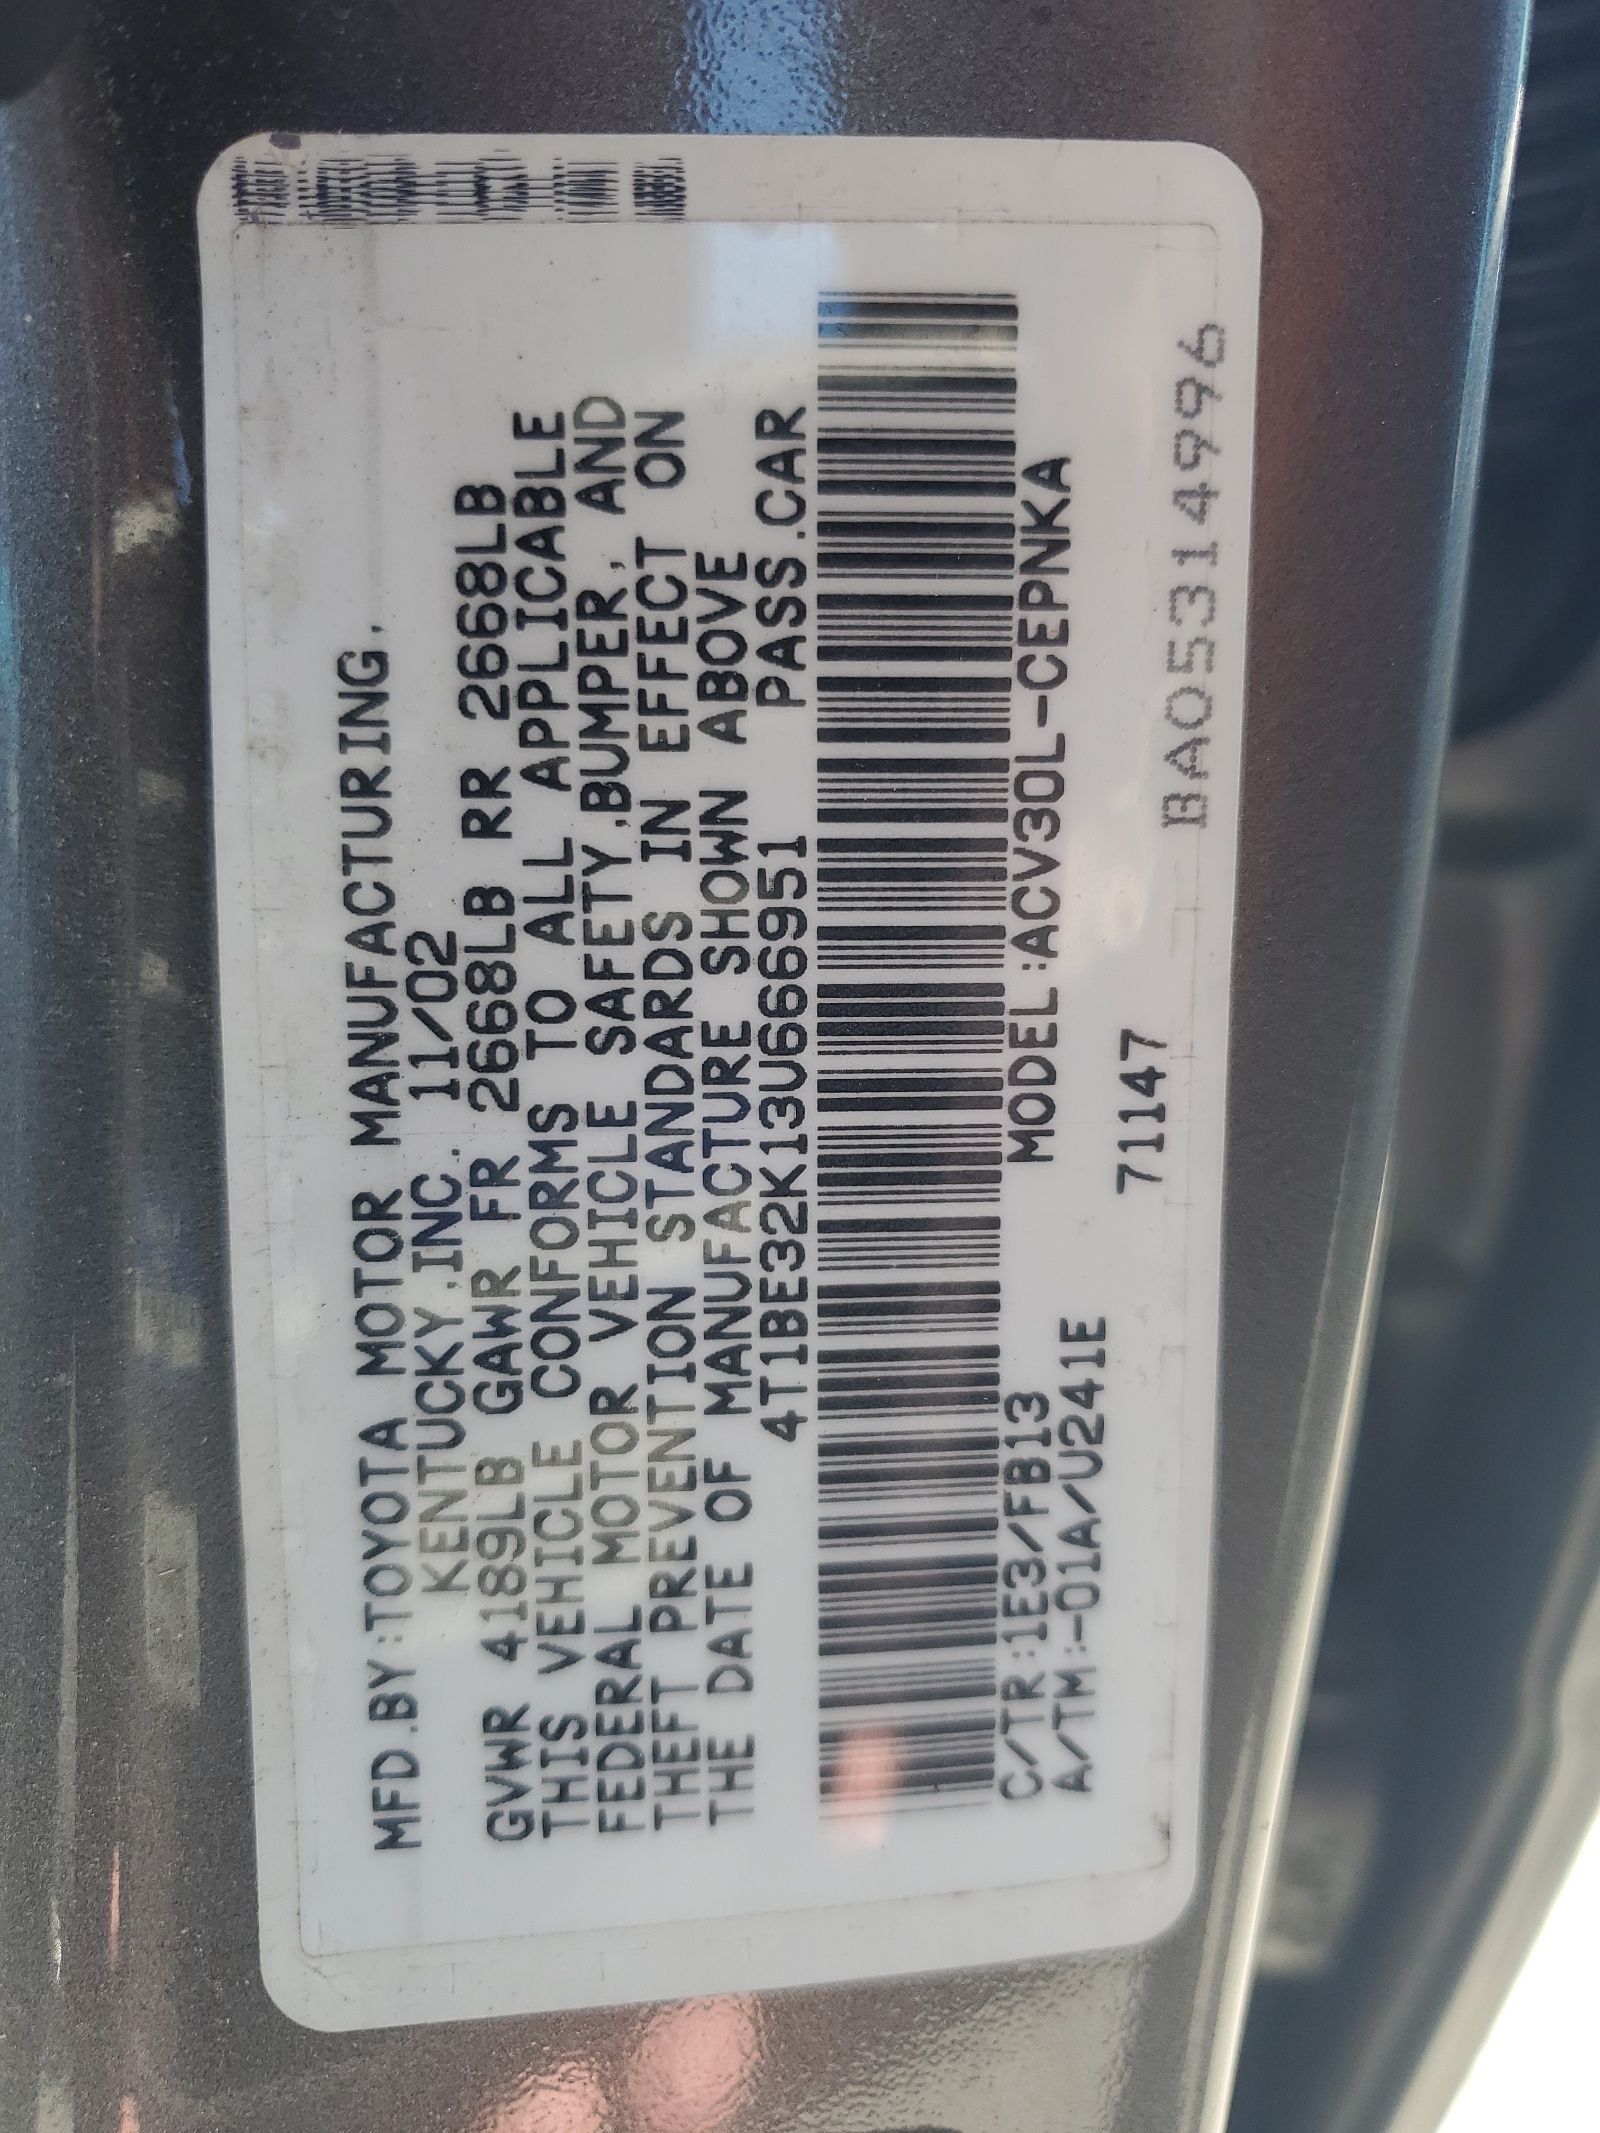 MFD.BY:TOYOTA MOTOR MANUFACTURING,
KENTUCKY,INC. 11/02
GVWR 4189LB GAWR FR 2668LB RR 2668LB
THIS VEHICLE CONFORMS TO ALL APPLICABLE
FEDERAL MOTOR VEHICLE SAFETY,BUMPER, AND
THEFT PREVENTION STANDARDS IN EFFECT ON
THE DATE OF MANUFACTURE SHOWN ABOVE
4T1BE32K13U666951 PASS.CAR
C/TR:1E3/FB13 MODEL:ACV30L-CEPNKA
A/TM:-01A/U241E
71147
BA05314996